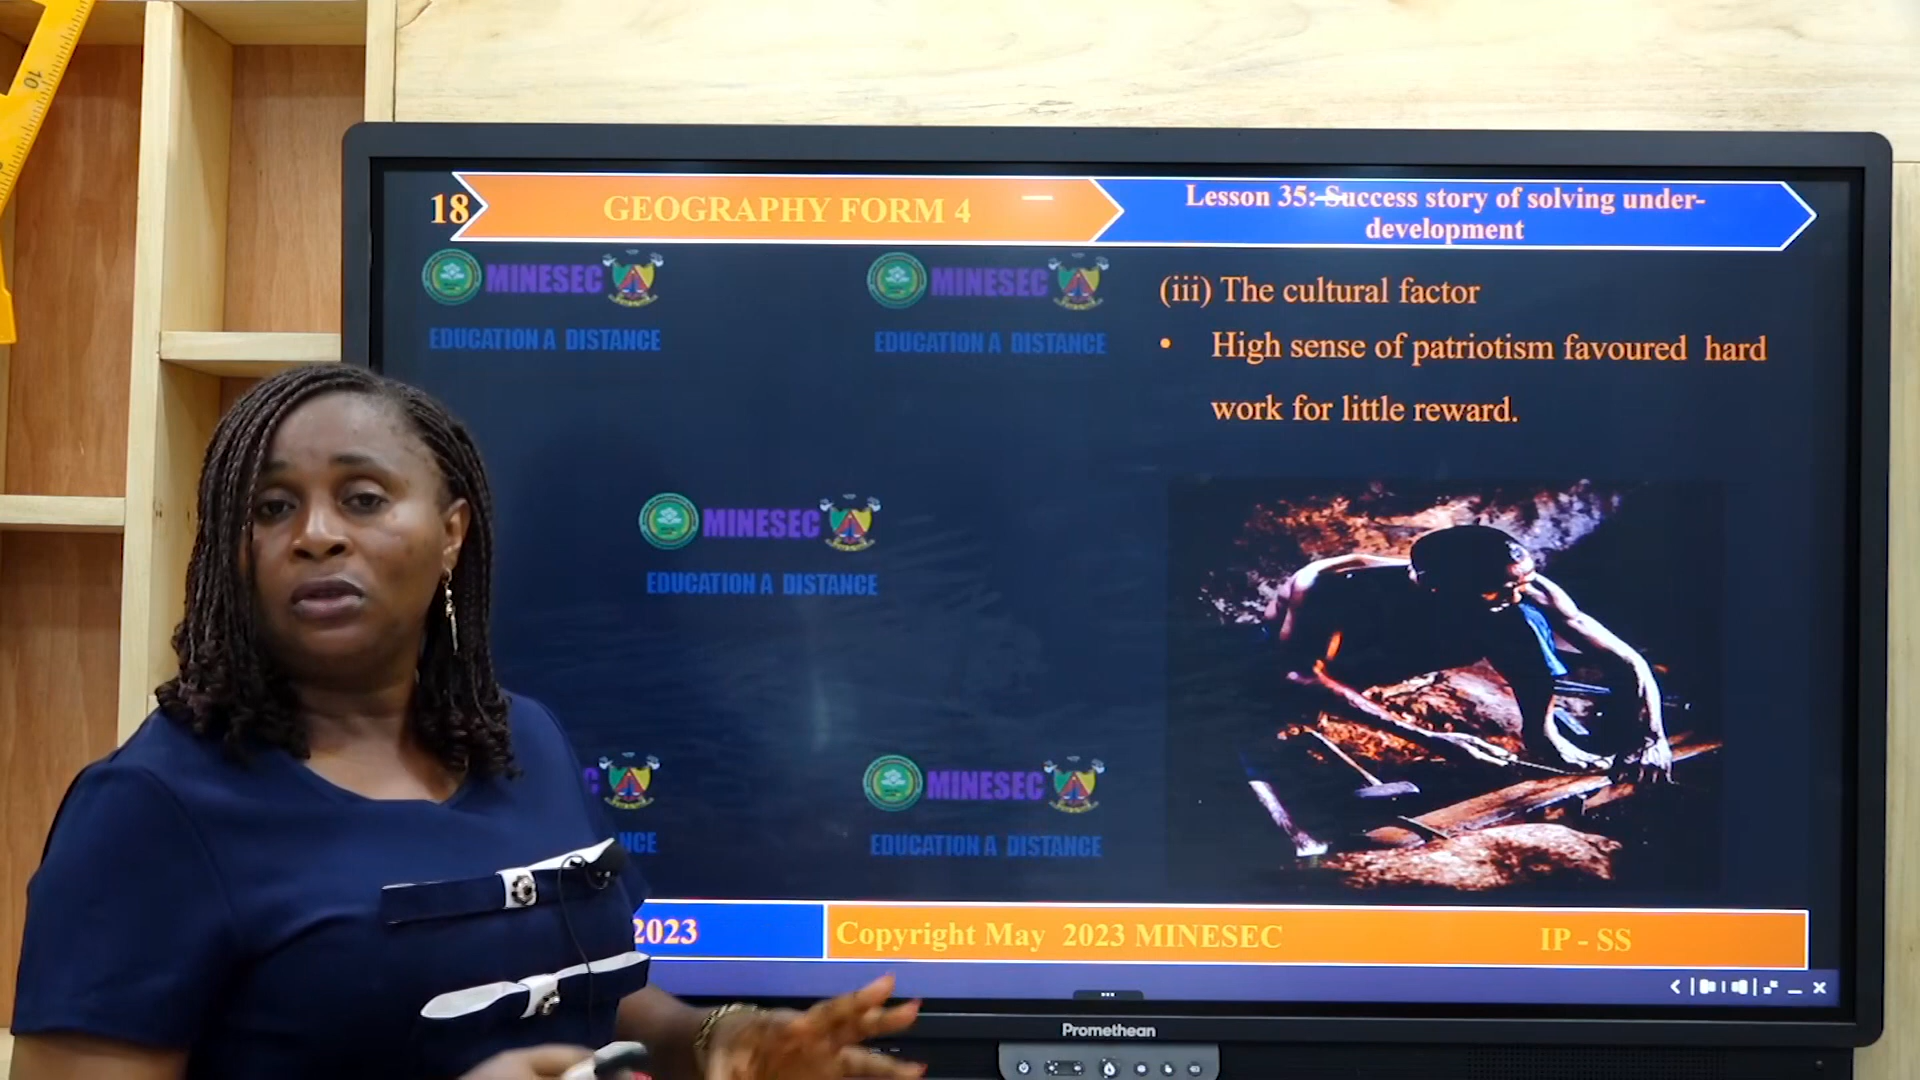 10
18
GEOGRAPHY FORM 4
Lesson 35: Success story of solving under-
development
MINESEC
EDUCATION A DISTANCE
MINESEC
EDUCATION A DISTANCE
(iii) The cultural factor
• High sense of patriotism favoured hard
work for little reward.
MINESEC
EDUCATION A DISTANCE
C
NCE
MINESEC
EDUCATION A DISTANCE
2023
Copyright May 2023 MINESEC
IP - SS
Promethean